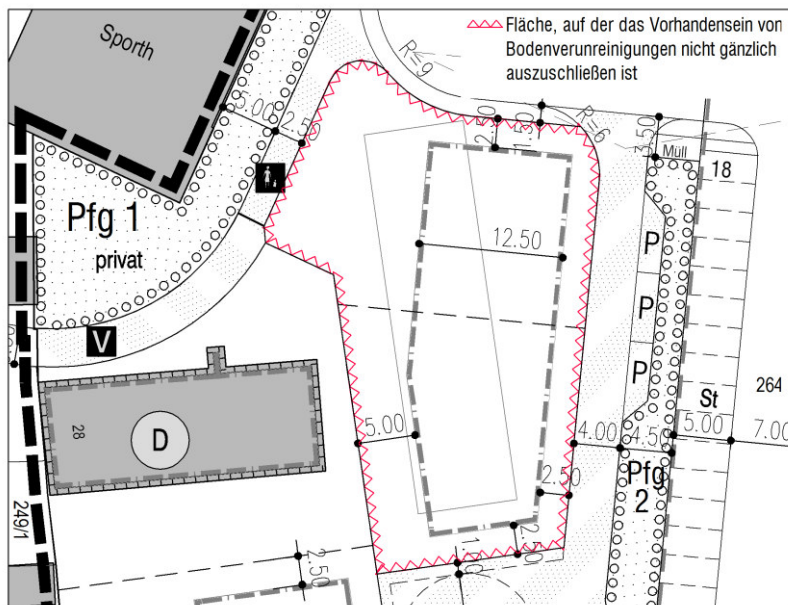 Fläche, auf der das Vorhandensein von
Bodenverunreinigungen nicht gänzlich
auszuschließen ist
Sporth
R=9
R=6
5.00
2.50
2.50
1.50
3.50
Müll
18
Pfg 1
privat
12.50
P
P
P
V
D
28
St
264
5.00
4.00
4.50
5.00
7.00
Pfg
2
2.50
249/1
2.50
2.50